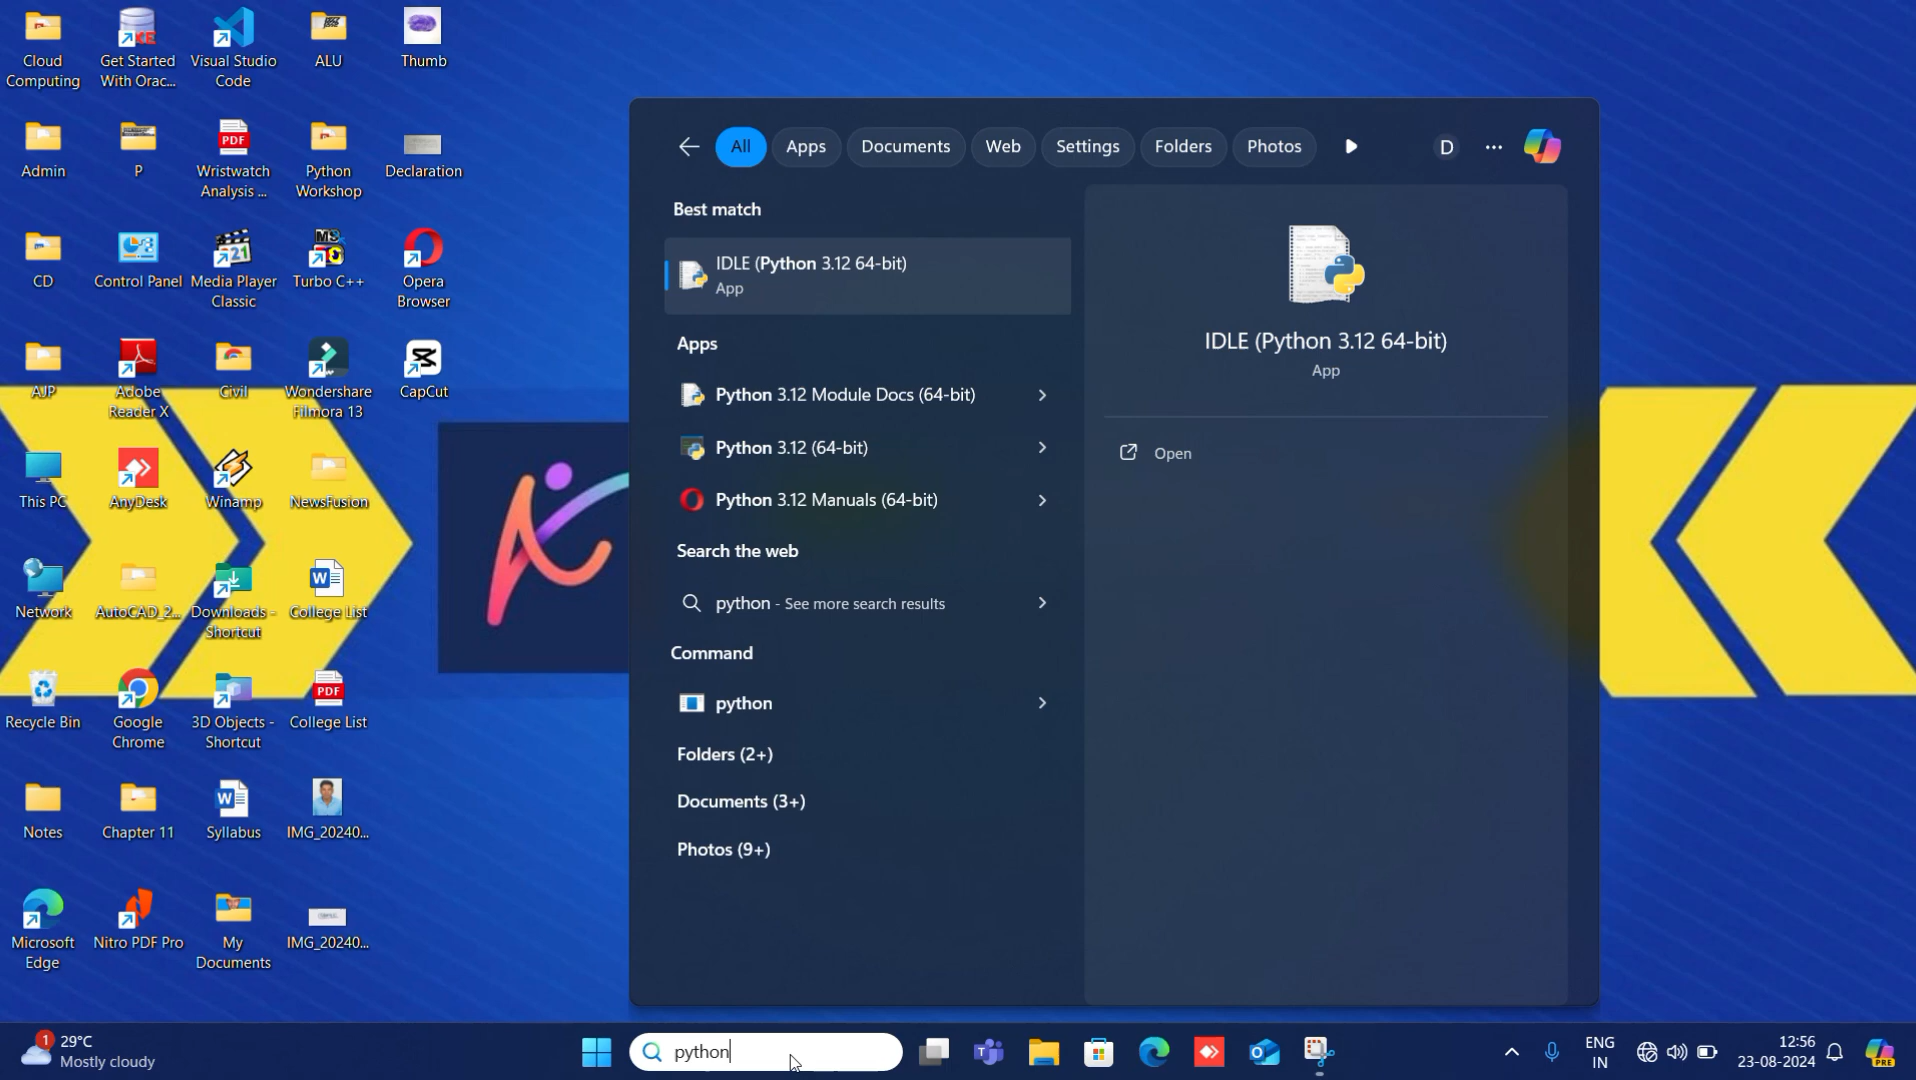 Cloud
Computing
Get Started
With Orac...
Visual Studio
Code
ALU
Thumb
Admin
P
PDF
Wristwatch
Analysis ...
Python
Workshop
Declaration
CD
Control Panel
321
Media Player
Classic
MS
Turbo C++
Opera
Browser
AJP
Adobe
Reader X
Civil
Wondershare
Filmora 13
CapCut
This PC
AnyDesk
Winamp
NewsFusion
Network
AutoCAD_2...
Downloads -
Shortcut
W
College List
Recycle Bin
Google
Chrome
3D Objects -
Shortcut
PDF
College List
Notes
Chapter 11
W
Syllabus
IMG_20240...
Microsoft
Edge
Nitro PDF Pro
My
Documents
IMG_20240...
All
Apps
Documents
Web
Settings
Folders
Photos
D
...
Best match
IDLE (Python 3.12 64-bit)
App
Apps
Python 3.12 Module Docs (64-bit)
Python 3.12 (64-bit)
Python 3.12 Manuals (64-bit)
Search the web
python - See more search results
Command
python
Folders (2+)
Documents (3+)
Photos (9+)
IDLE (Python 3.12 64-bit)
App
Open
1
29°C
Mostly cloudy
python
T
ENG
IN
12:56
23-08-2024
PRE